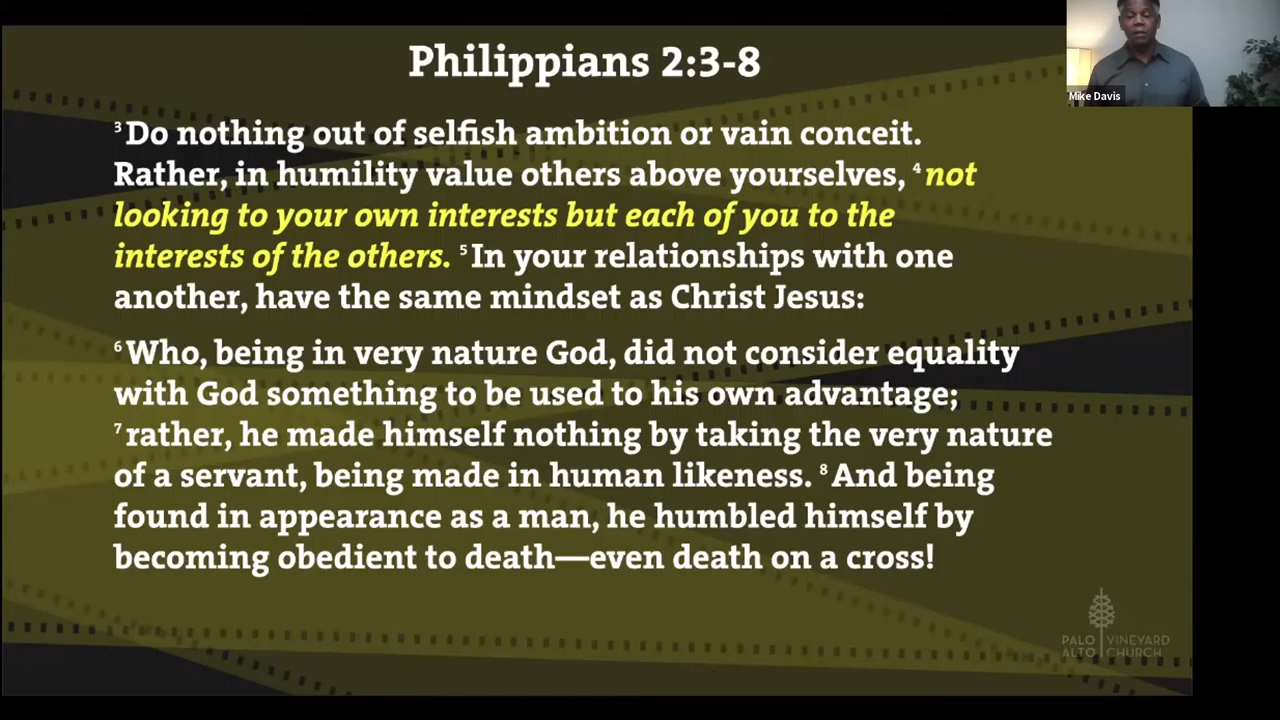 Philippians 2:3-8
Mike Davis
³Do nothing out of selfish ambition or vain conceit.
Rather, in humility value others above yourselves, ⁴not
looking to your own interests but each of you to the
interests of the others. ⁵In your relationships with one
another, have the same mindset as Christ Jesus:
⁶Who, being in very nature God, did not consider equality
with God something to be used to his own advantage;
⁷rather, he made himself nothing by taking the very nature
of a servant, being made in human likeness. ⁸And being
found in appearance as a man, he humbled himself by
becoming obedient to death—even death on a cross!
PALO VINEYARD
ALTO CHURCH